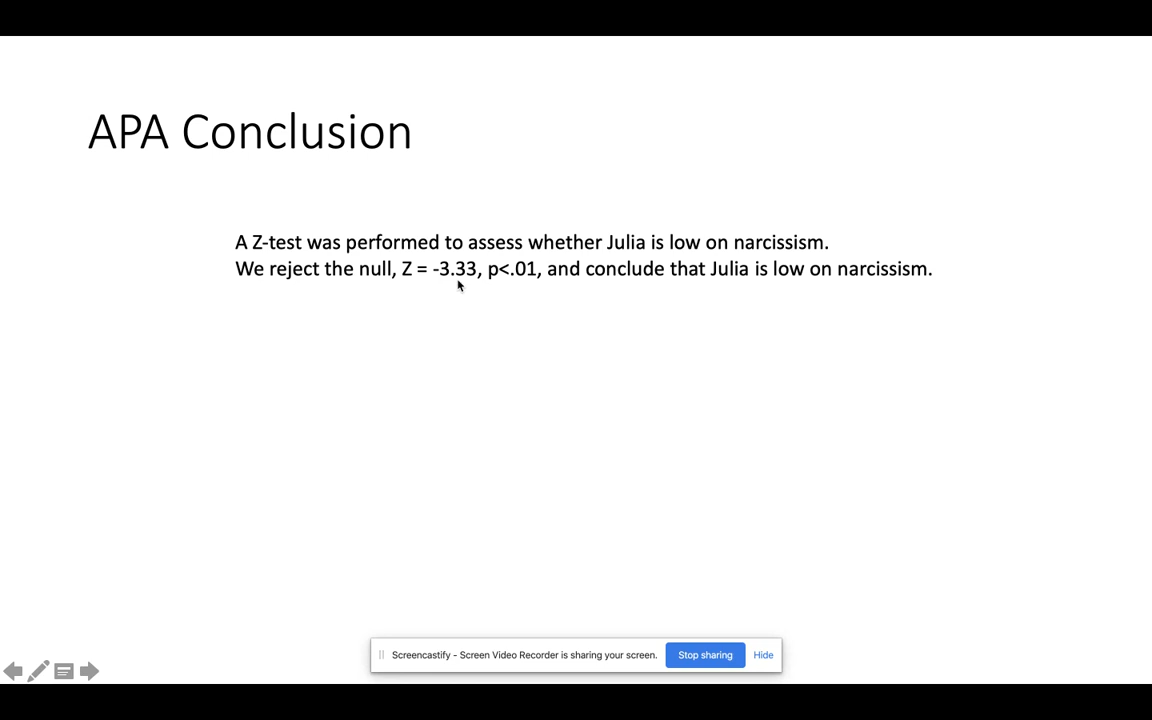 APA Conclusion
A Z-test was performed to assess whether Julia is low on narcissism.
We reject the null, Z = -3.33, p<.01, and conclude that Julia is low on narcissism.
Screencastify - Screen Video Recorder is sharing your screen. Stop sharing Hide